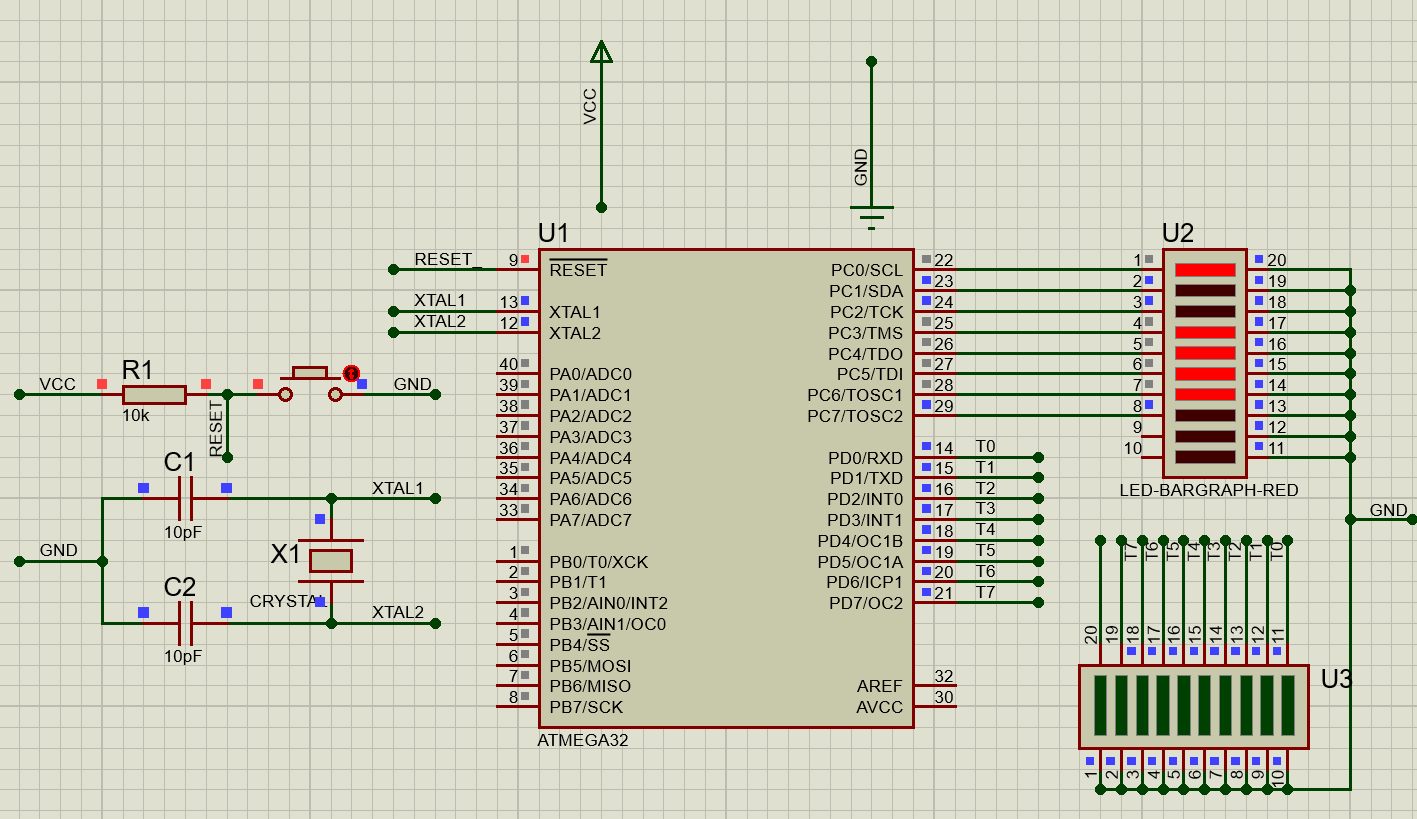 VCC
GND
U1
U2
RESET_
9
RESET
XTAL1
13
XTAL1
XTAL2
12
XTAL2
40
PA0/ADC0
39
PA1/ADC1
38
PA2/ADC2
37
PA3/ADC3
36
PA4/ADC4
35
PA5/ADC5
34
PA6/ADC6
33
PA7/ADC7
1
PB0/T0/XCK
2
PB1/T1
3
PB2/AIN0/INT2
4
PB3/AIN1/OC0
5
PB4/SS
6
PB5/MOSI
7
PB6/MISO
8
PB7/SCK
ATMEGA32
PC0/SCL
22
PC1/SDA
23
PC2/TCK
24
PC3/TMS
25
PC4/TDO
26
PC5/TDI
27
PC6/TOSC1
28
PC7/TOSC2
29
PD0/RXD
14
T0
PD1/TXD
15
T1
PD2/INT0
16
T2
PD3/INT1
17
T3
PD4/OC1B
18
T4
PD5/OC1A
19
T5
PD6/ICP1
20
T6
PD7/OC2
21
T7
AREF
32
AVCC
30
1
20
2
19
3
18
4
17
5
16
6
15
7
14
8
13
9
12
10
11
LED-BARGRAPH-RED
GND
VCC
R1
10k
GND
RESET
C1
10pF
XTAL1
GND
X1
CRYSTAL
C2
10pF
XTAL2
T7
T6
T5
T4
T3
T2
T1
T0
20
19
18
17
16
15
14
13
12
11
U3
1
2
3
4
5
6
7
8
9
10